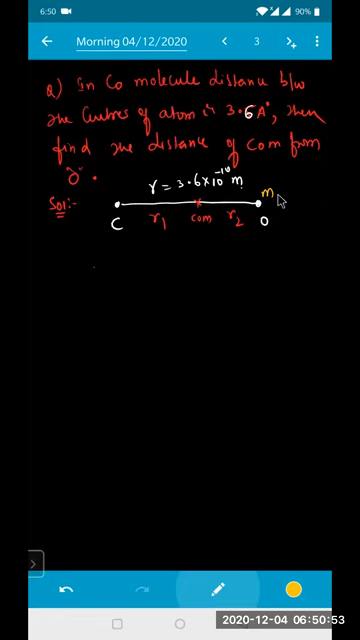 6:50
90%
Morning 04/12/2020
3
Q) In Co molecule distance b/w
the Centres of atom is 3.6A°, then
find the distance of Com from
O.
Sol:-
r = 3.6×10⁻¹⁰ m
m
C r₁ com r₂ O
2020-12-04 06:50:53